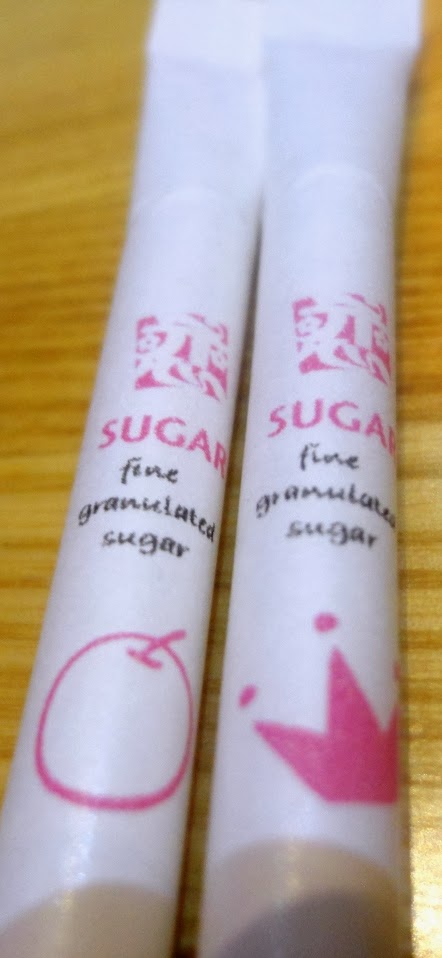 SUGAR
fine
granulated
sugar
SUGAR
fine
granulated
sugar